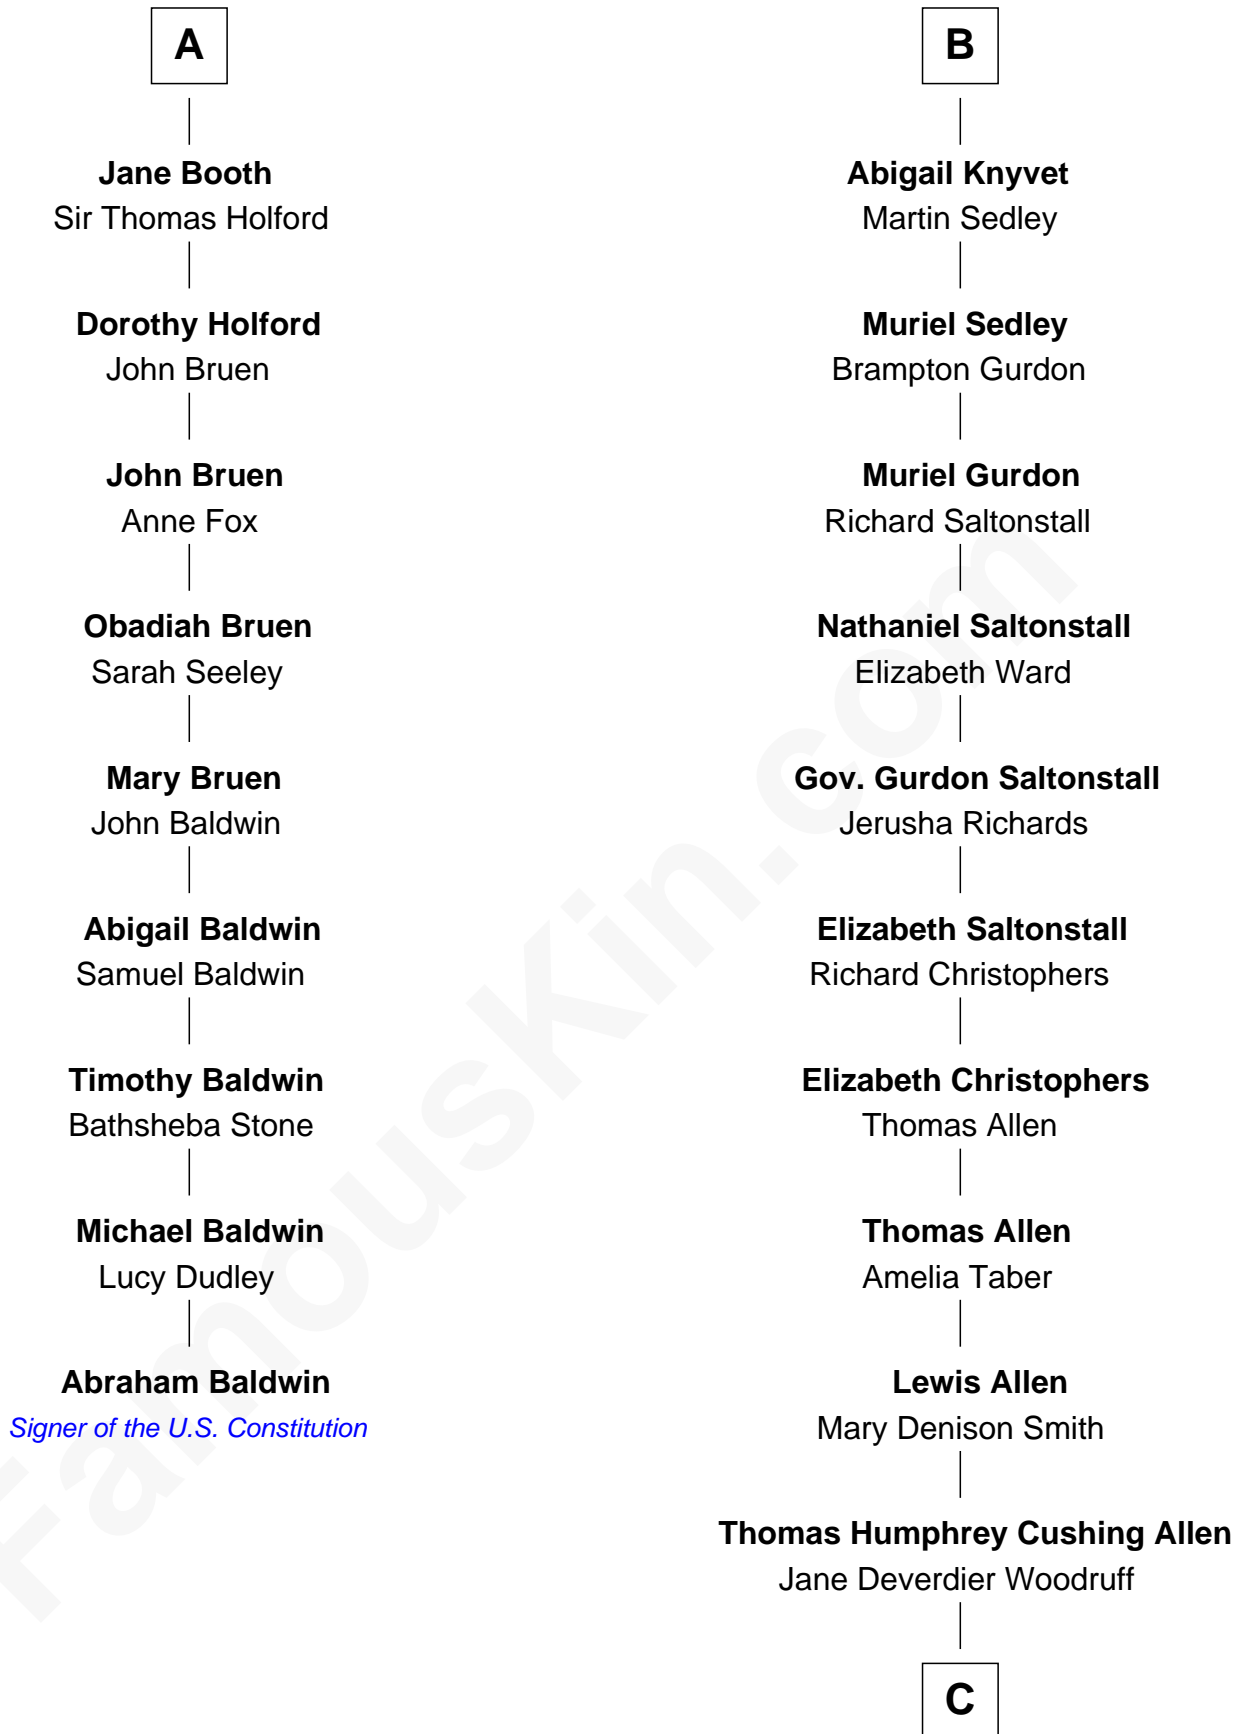 A
Jane Booth
Sir Thomas Holford
Dorothy Holford
John Bruen
John Bruen
Anne Fox
Obadiah Bruen
Sarah Seeley
Mary Bruen
John Baldwin
Abigail Baldwin
Samuel Baldwin
Timothy Baldwin
Bathsheba Stone
Michael Baldwin
Lucy Dudley
Abraham Baldwin
Signer of the U.S. Constitution
B
Abigail Knyvet
Martin Sedley
Muriel Sedley
Brampton Gurdon
Muriel Gurdon
Richard Saltonstall
Nathaniel Saltonstall
Elizabeth Ward
Gov. Gurdon Saltonstall
Jerusha Richards
Elizabeth Saltonstall
Richard Christophers
Elizabeth Christophers
Thomas Allen
Thomas Allen
Amelia Taber
Lewis Allen
Mary Denison Smith
Thomas Humphrey Cushing Allen
Jane Deverdier Woodruff
C
FamousKin.com